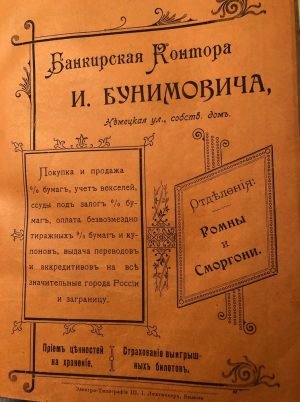 Банкирская Контора
И. БУНИМОВИЧА,
Нѣмецкая ул., собств. домъ.
Покупка и продажа
% бумагъ, учет векселей,
ссуды подъ залогъ % бу-
магъ, оплата безвозмездно
тиражныхъ % бумагъ и ку-
поновъ, выдача переводовъ
и аккредитивовъ на всѣ
значительные города России
и заграницу.
Отдѣленія:
Ромны
и
Сморгони.
Пріемъ цѣнностей
на храненіе.
Страхованіе выигрыш-
ныхъ билетовъ.